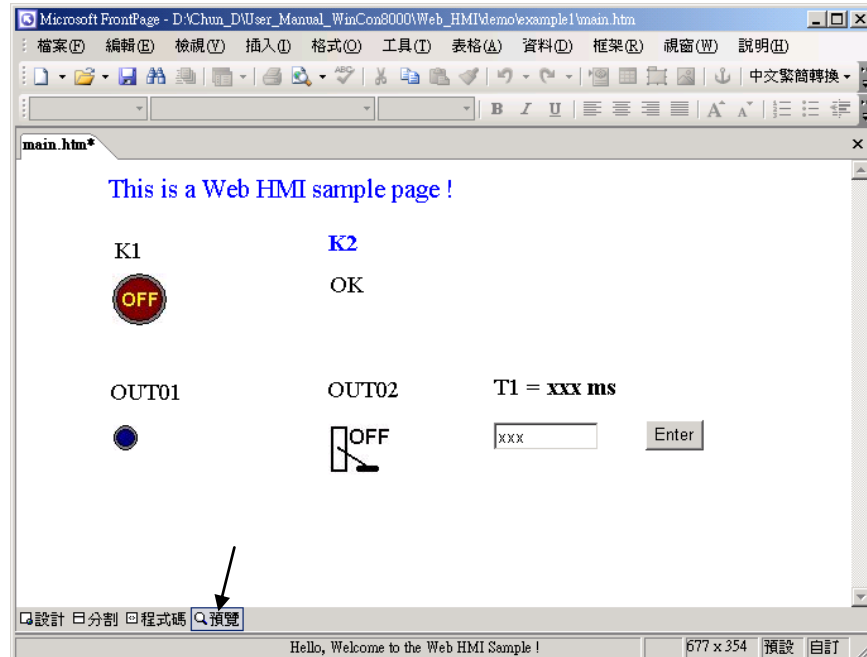 Microsoft FrontPage - D:\Chun_D\User_Manual_WinCon8000\Web_HMI\demo\example1\main.htm
檔案(F) 編輯(E) 檢視(V) 插入(I) 格式(O) 工具(T) 表格(A) 資料(D) 框架(R) 視窗(W) 說明(H)
ABC 中文繁簡轉換
B I U A A
main.htm*
This is a Web HMI sample page !
K1 K2
OFF OK
OUT01 OUT02 T1 = xxx ms
OFF xxx Enter
設計 分割 程式碼 預覽
Hello, Welcome to the Web HMI Sample ! 677 x 354 預設 自訂